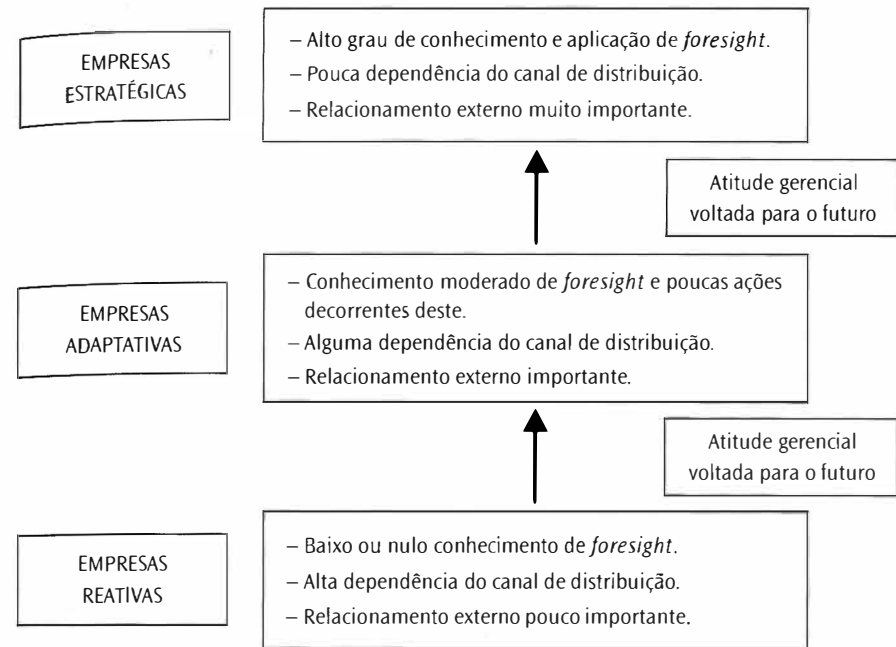 EMPRESAS
ESTRATÉGICAS
– Alto grau de conhecimento e aplicação de foresight.
– Pouca dependência do canal de distribuição.
– Relacionamento externo muito importante.
Atitude gerencial
voltada para o futuro
EMPRESAS
ADAPTATIVAS
– Conhecimento moderado de foresight e poucas ações
decorrentes deste.
– Alguma dependência do canal de distribuição.
– Relacionamento externo importante.
Atitude gerencial
voltada para o futuro
EMPRESAS
REATIVAS
– Baixo ou nulo conhecimento de foresight.
– Alta dependência do canal de distribuição.
– Relacionamento externo pouco importante.